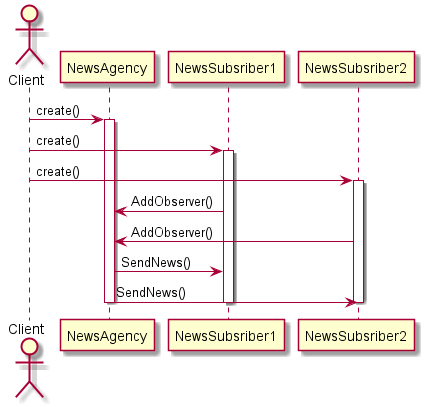 Client
NewsAgency
NewsSubsriber1
NewsSubsriber2
create()
create()
create()
AddObserver()
AddObserver()
SendNews()
SendNews()
Client
NewsAgency
NewsSubsriber1
NewsSubsriber2